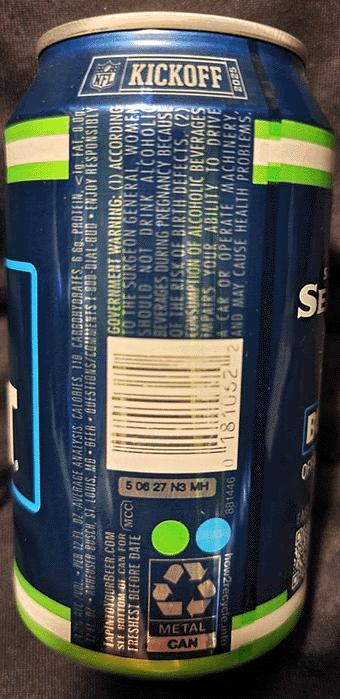 NFL KICKOFF 2025
AVERAGE ANALYSIS: CALORIES, 110, CARBOHYDRATES, 6.6g, PROTEIN, <1g, FAT, 0.0g
ANHEUSER-BUSCH, ST. LOUIS, MO • BEER • QUESTIONS/COMMENTS 1-800-DIAL-BUD • ENJOY RESPONSIBLY
GOVERNMENT WARNING: (1) ACCORDING
TO THE SURGEON GENERAL, WOMEN
SHOULD NOT DRINK ALCOHOLIC
BEVERAGES DURING PREGNANCY BECAUSE
OF THE RISK OF BIRTH DEFECTS. (2)
CONSUMPTION OF ALCOHOLIC BEVERAGES
IMPAIRS YOUR ABILITY TO DRIVE
A CAR OR OPERATE MACHINERY,
AND MAY CAUSE HEALTH PROBLEMS.
5 06 27 N3 MH
881446
TAPINTOYOURBEER.COM
SEE BOTTOM OF CAN FOR
FRESHEST BEFORE DATE
MCC
how2recycle.info
METAL
CAN
SE
B